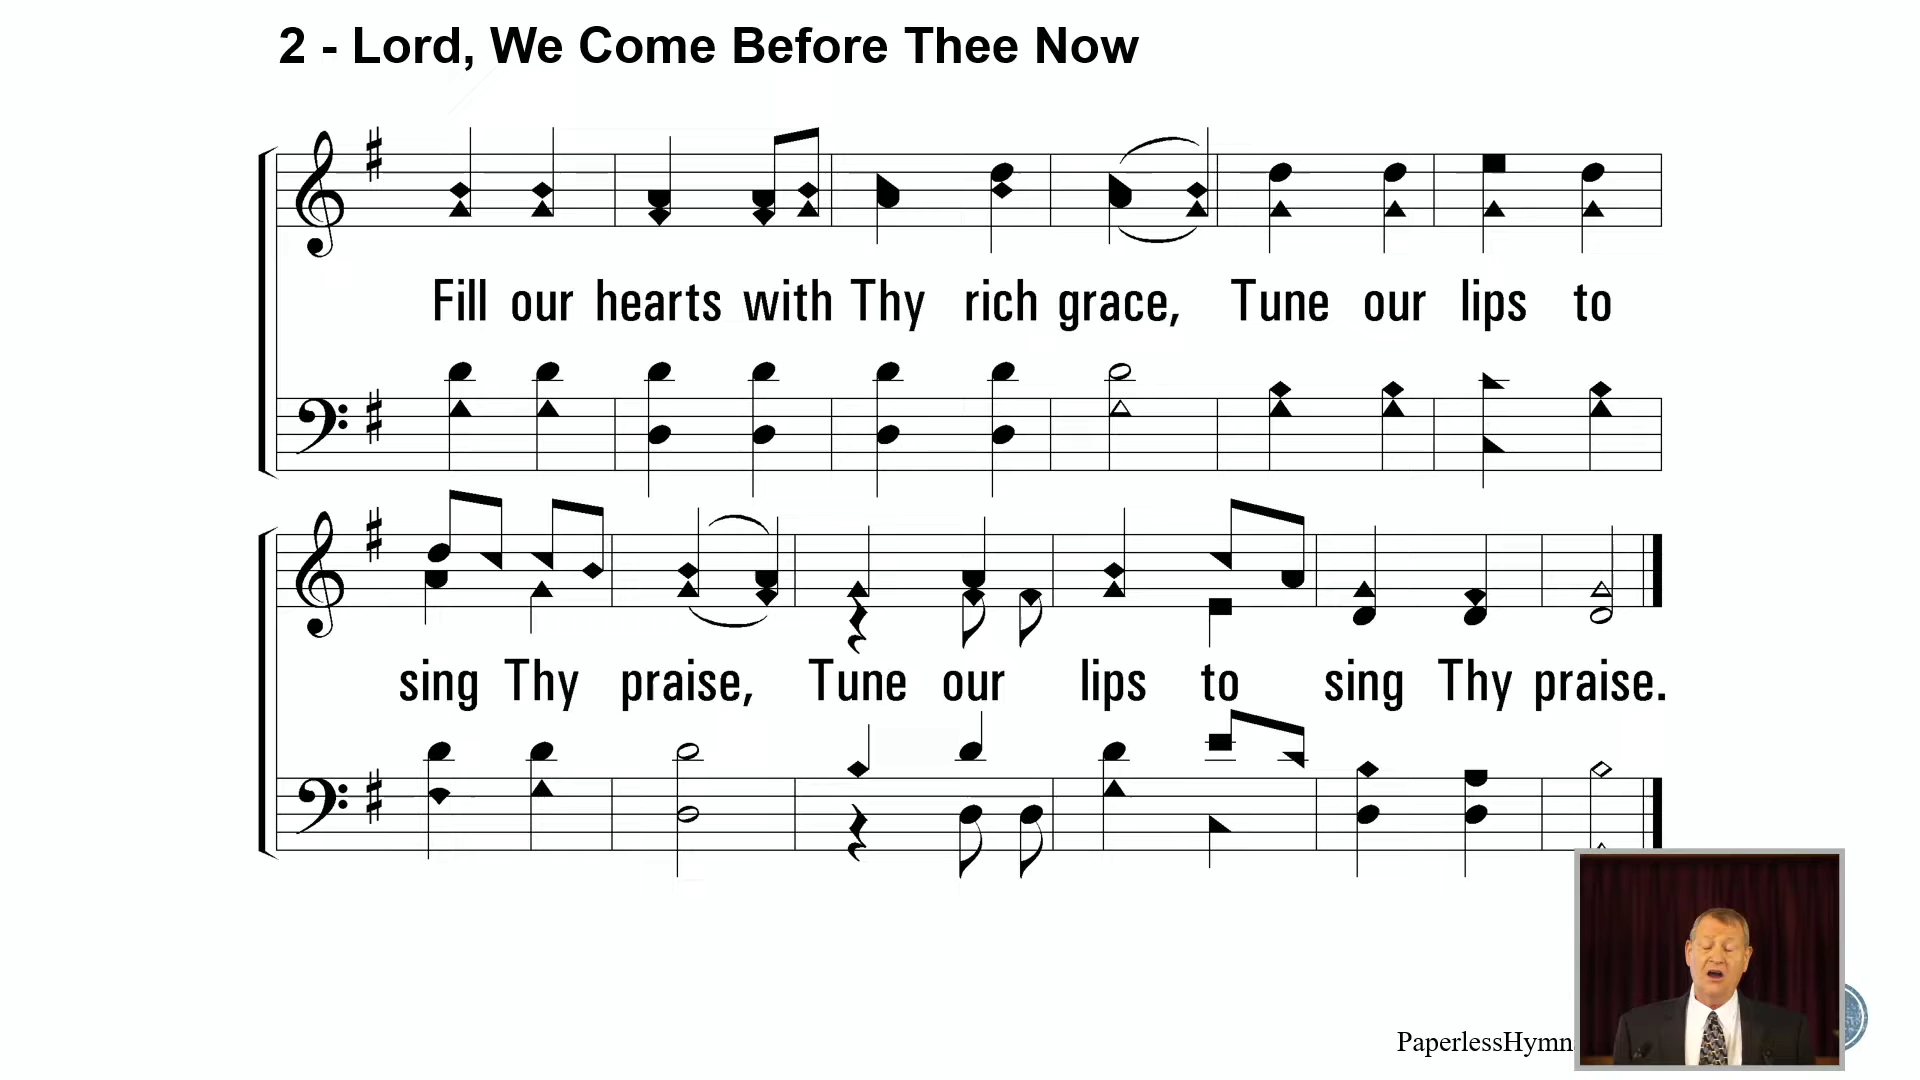 2 - Lord, We Come Before Thee Now
Fill our hearts with Thy rich grace, Tune our lips to
sing Thy praise, Tune our lips to sing Thy praise.
PaperlessHymn